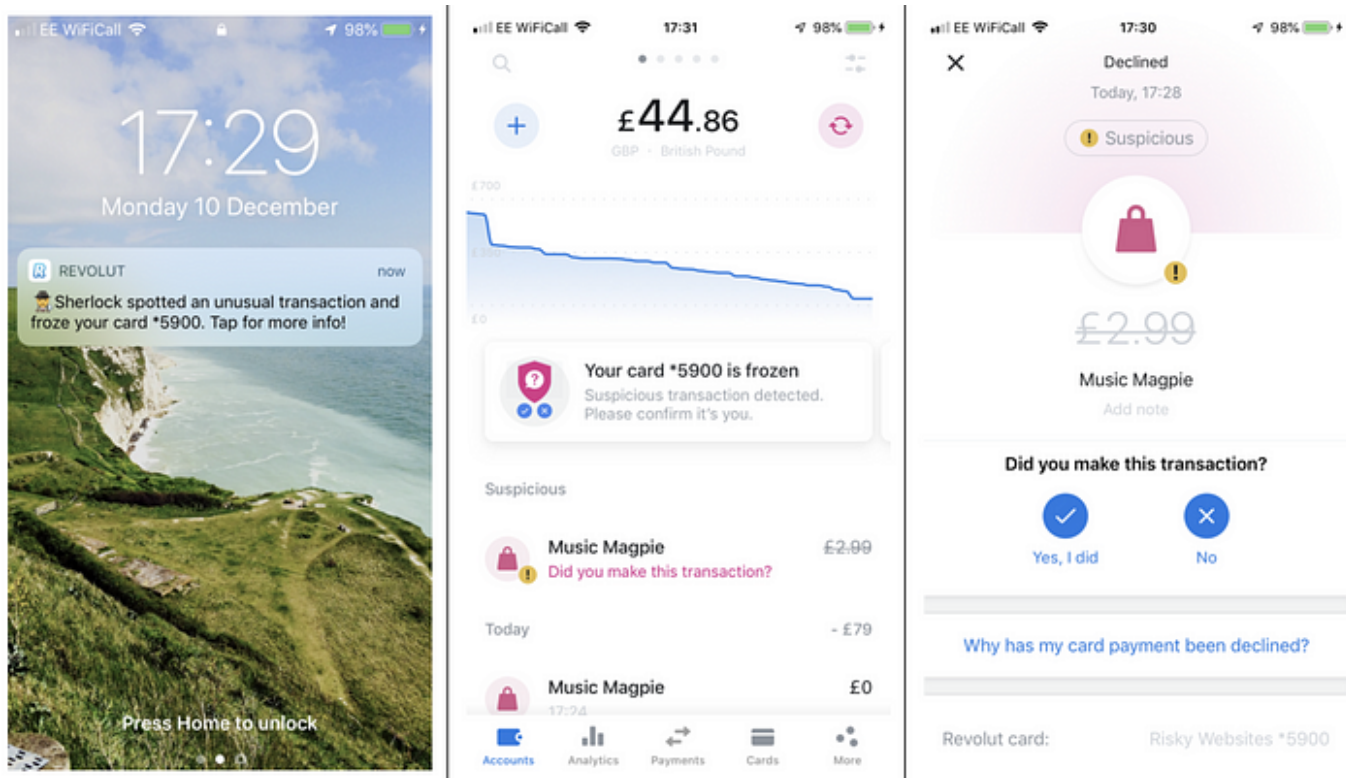 EE WiFiCall
98%
17:29
Monday 10 December
REVOLUT
now
Sherlock spotted an unusual transaction and
froze your card *5900. Tap for more info!
Press Home to unlock
EE WiFiCall
17:31
98%
£44.86
GBP · British Pound
£700
£350
£0
Your card *5900 is frozen
Suspicious transaction detected.
Please confirm it's you.
Suspicious
Music Magpie
£2.99
Did you make this transaction?
Today
- £79
Music Magpie
£0
17:24
Accounts
Analytics
Payments
Cards
More
EE WiFiCall
17:30
98%
Declined
Today, 17:28
Suspicious
£2.99
Music Magpie
Add note
Did you make this transaction?
Yes, I did
No
Why has my card payment been declined?
Revolut card:
Risky Websites *5900